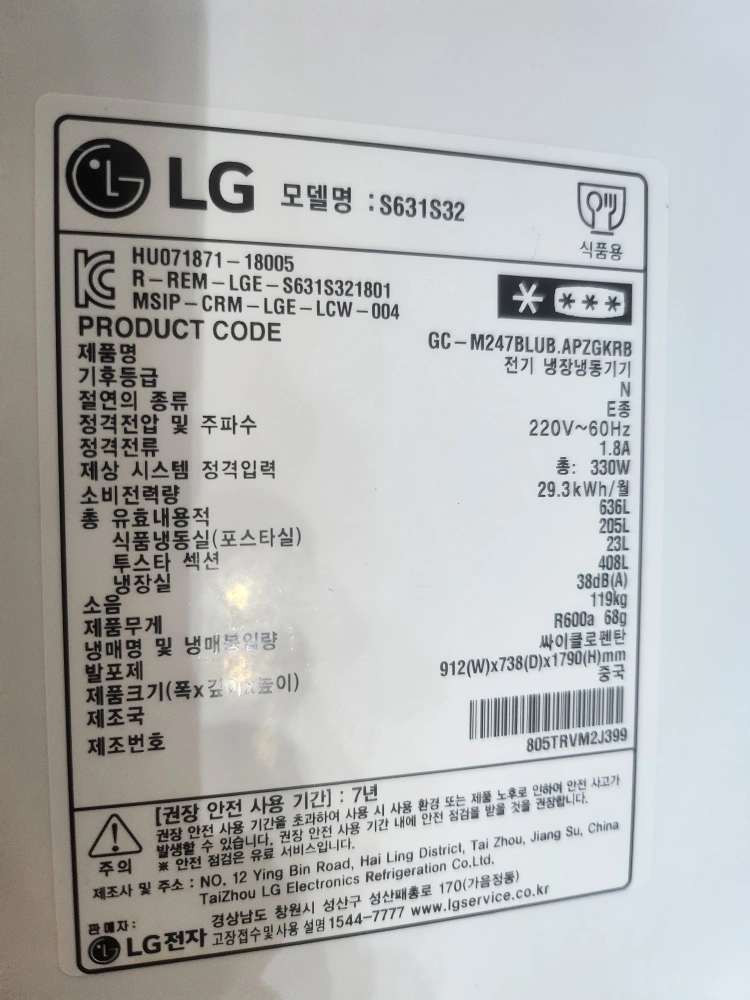 LG 모델명 : S631S32
식품용
HU071871-18005
R-REM-LGE-S631S321801
MSIP-CRM-LGE-LCW-004
PRODUCT CODE GC-M247BLUB.APZGKRB
제품명 전기 냉장냉동기기
기후등급 N
절연의 종류 E종
정격전압 및 주파수 220V~60Hz
정격전류 1.8A
제상 시스템 정격입력 총: 330W
소비전력량 29.3kWh/월
총 유효내용적 636L
식품냉동실(포스타실) 205L
투스타 섹션 23L
냉장실 408L
소음 38dB(A)
제품무게 119kg
냉매명 및 냉매봉입량 R600a 68g
발포제 싸이클로펜탄
제품크기(폭x깊이x높이) 912(W)x738(D)x1790(H)mm
제조국 중국
제조번호 805TRVM2J399
[권장 안전 사용 기간] : 7년
권장 안전 사용 기간을 초과하여 사용 시 사용 환경 또는 제품 노후로 인하여 안전 사고가
발생할 수 있습니다. 권장 안전 사용 기간 내에 안전 점검을 받을 것을 권장합니다.
※ 안전 점검은 유료 서비스입니다.
주의
제조사 및 주소 : NO. 12 Ying Bin Road, Hai Ling District, Tai Zhou, Jiang Su, China
TaiZhou LG Electronics Refrigeration Co.Ltd.
판매자:
경상남도 창원시 성산구 성산패총로 170(가음정동)
LG전자 고장접수및사용 설명 1544-7777 www.lgservice.co.kr